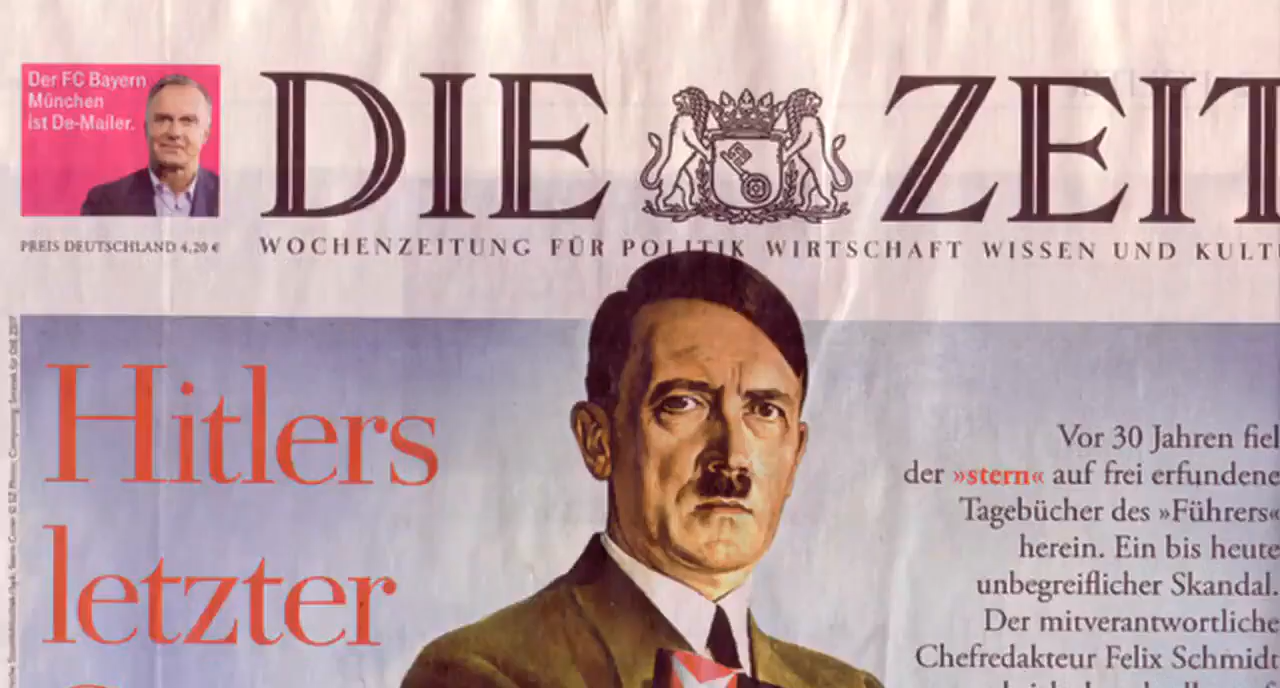 Der FC Bayern
München
ist De-Mailer.
DIE ZEIT
PREIS DEUTSCHLAND 4,20 €
WOCHENZEITUNG FÜR POLITIK WIRTSCHAFT WISSEN UND KULT
Hitlers
letzter
Vor 30 Jahren fiel
der »stern« auf frei erfundene
Tagebücher des »Führers«
herein. Ein bis heute
unbegreiflicher Skandal.
Der mitverantwortliche
Chefredakteur Felix Schmidt